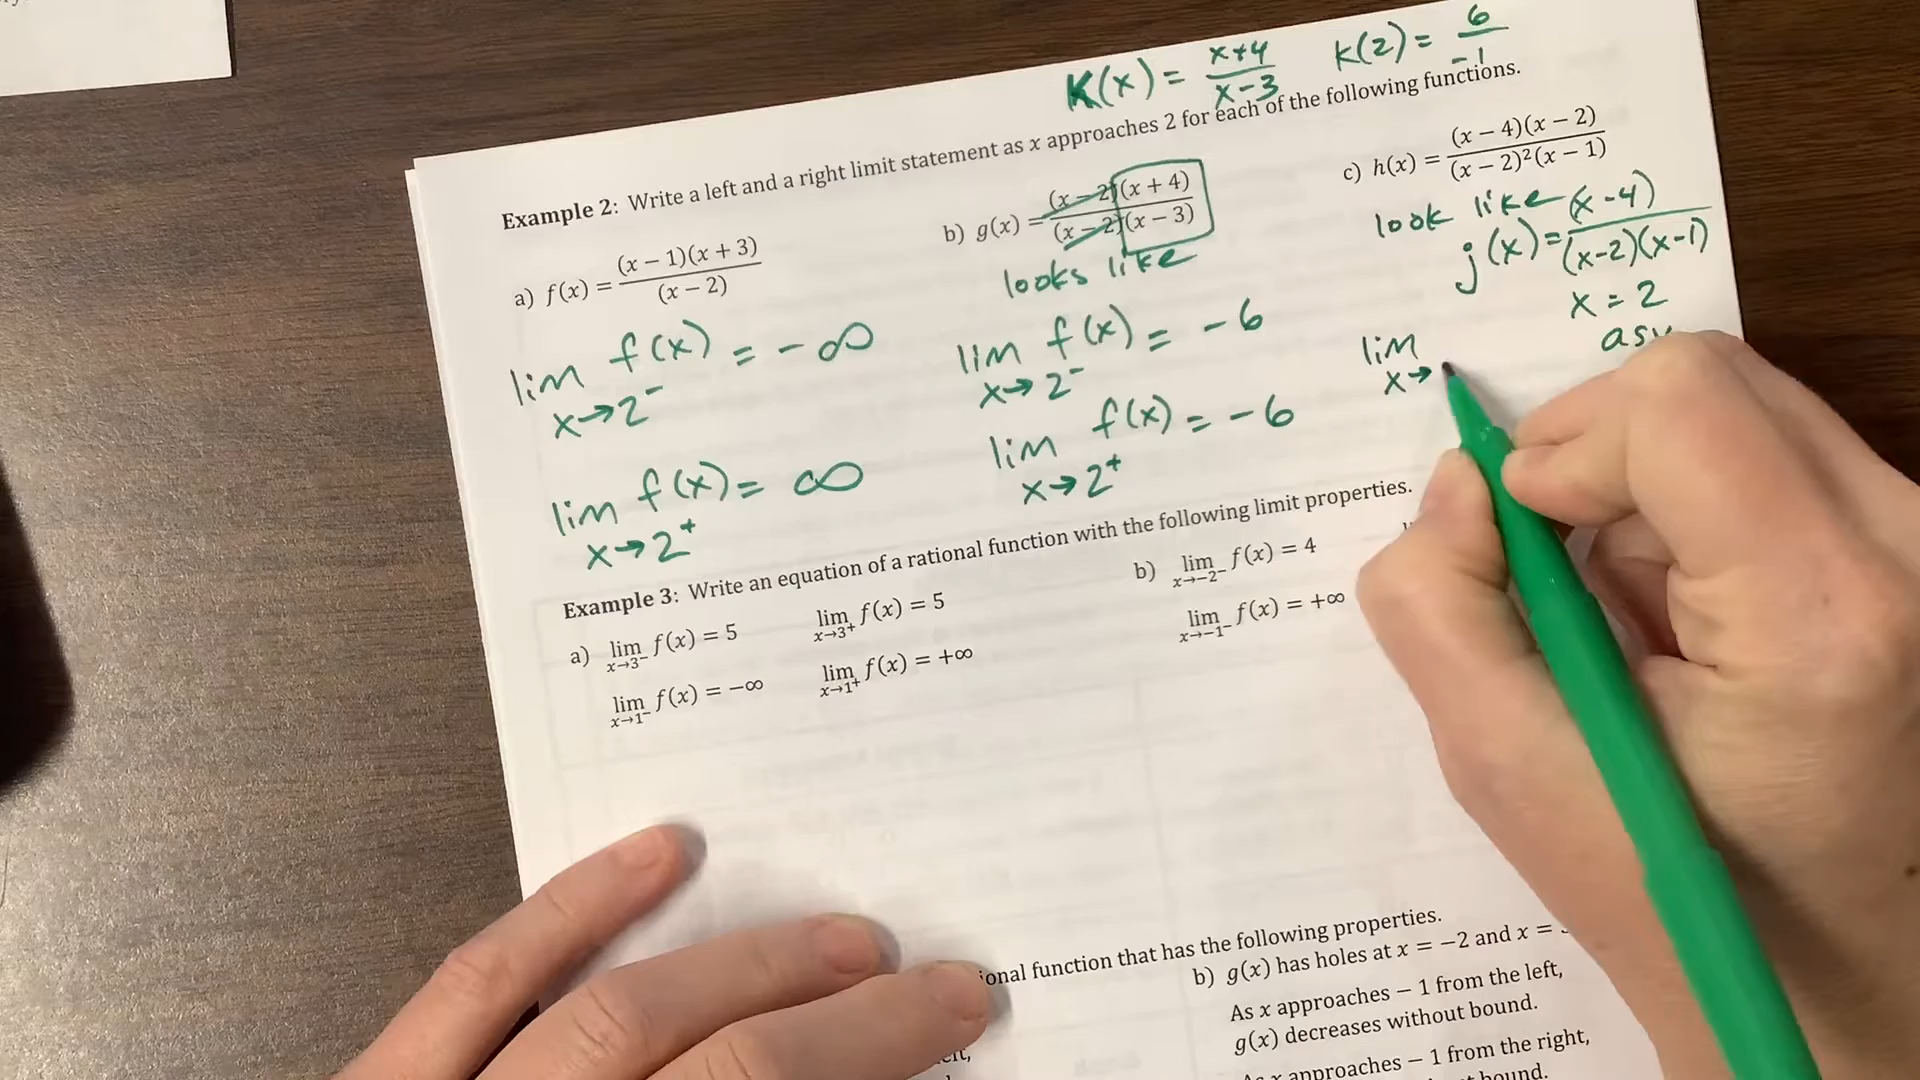 K(x) = x+4 / x-3 K(2) = 6 / -1
Example 2: Write a left and a right limit statement as x approaches 2 for each of the following functions.
a) f(x) = (x − 1)(x + 3) / (x − 2)
lim x→2⁻ f(x) = -∞
lim x→2⁺ f(x) = ∞
b) g(x) = (x − 2)(x + 4) / (x − 2)(x − 3)
looks like
lim x→2⁻ f(x) = -6
lim x→2⁺ f(x) = -6
c) h(x) = (x − 4)(x − 2) / (x − 2)²(x − 1)
look like
j(x) = (x-4) / (x-2)(x-1)
x = 2
lim x→
Example 3: Write an equation of a rational function with the following limit properties.
a) lim x→3⁻ f(x) = 5 lim x→3⁺ f(x) = 5
lim x→1⁻ f(x) = −∞ lim x→1⁺ f(x) = +∞
b) lim x→−2⁻ f(x) = 4
lim x→−1⁻ f(x) = +∞
function that has the following properties.
b) g(x) has holes at x = −2 and x =
As x approaches − 1 from the left,
g(x) decreases without bound.
As x approaches − 1 from the right,
bound.